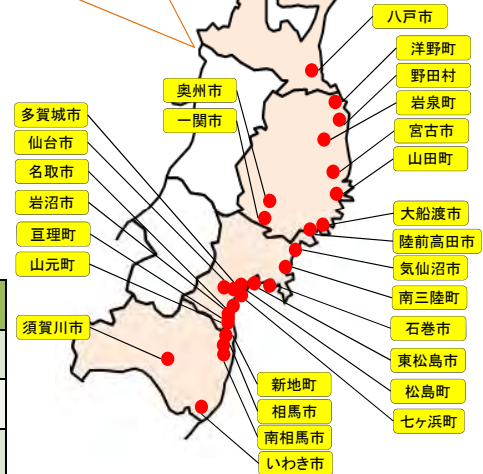 八戸市
洋野町
野田村
岩泉町
宮古市
山田町
奥州市
一関市
多賀城市
仙台市
名取市
岩沼市
亘理町
山元町
須賀川市
大船渡市
陸前高田市
気仙沼市
南三陸町
石巻市
東松島市
松島町
七ヶ浜町
新地町
相馬市
南相馬市
いわき市